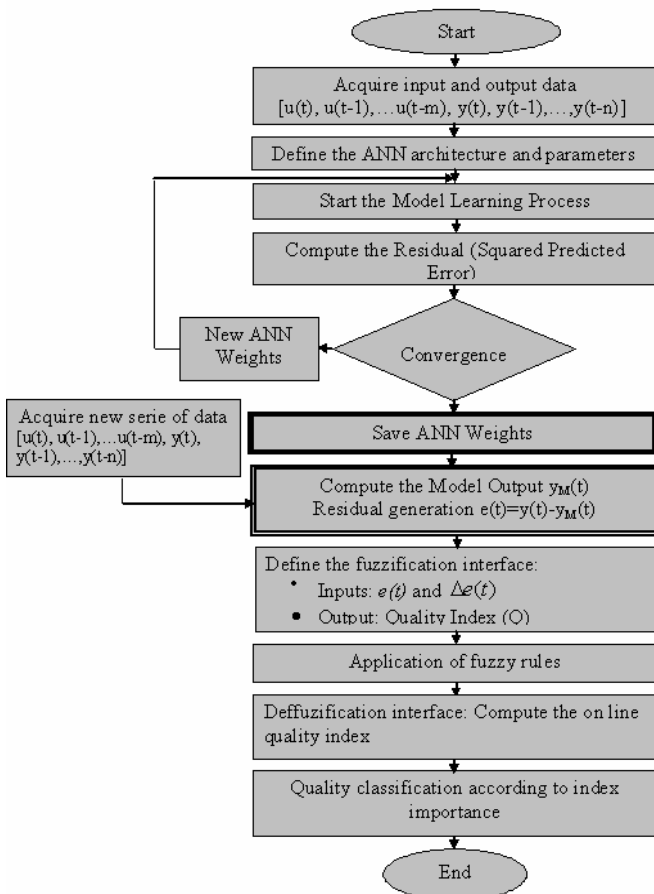 Start
Acquire input and output data
[u(t), u(t-1),...u(t-m), y(t), y(t-1),...,y(t-n)]
Define the ANN architecture and parameters
Start the Model Learning Process
Compute the Residual (Squared Predicted
Error)
New ANN
Weights
Convergence
Acquire new serie of data
[u(t), u(t-1),...u(t-m), y(t),
y(t-1),...,y(t-n)]
Save ANN Weights
Compute the Model Output yM(t)
Residual generation e(t)=y(t)-yM(t)
Define the fuzzification interface:
• Inputs: e(t) and Δe(t)
• Output: Quality Index (Q)
Application of fuzzy rules
Deffuzification interface: Compute the on line
quality index
Quality classification according to index
importance
End